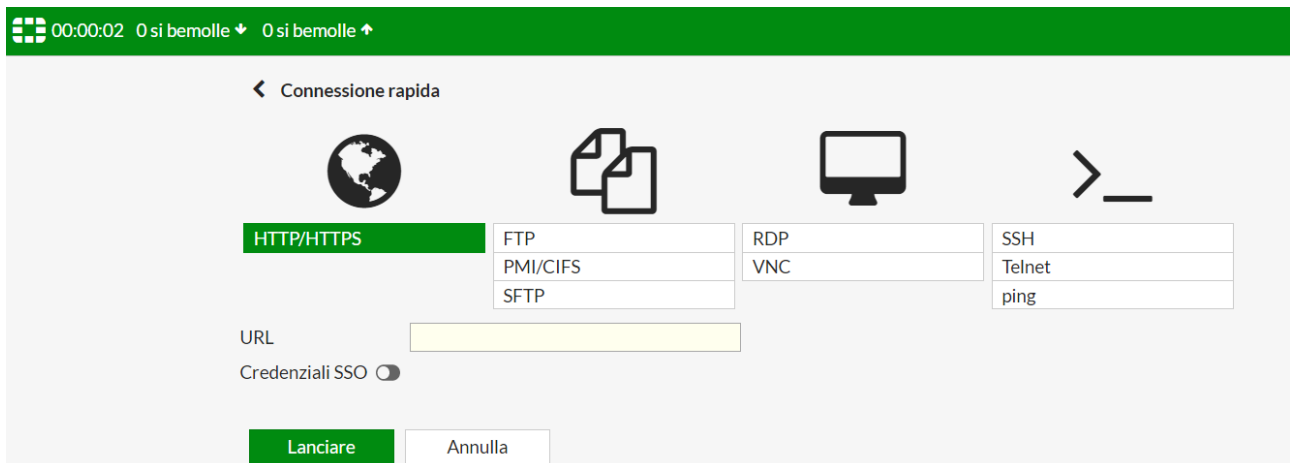 00:00:02 0 si bemolle 0 si bemolle
Connessione rapida
HTTP/HTTPS FTP RDP SSH
PMI/CIFS VNC Telnet
SFTP ping
URL
Credenziali SSO
Lanciare Annulla